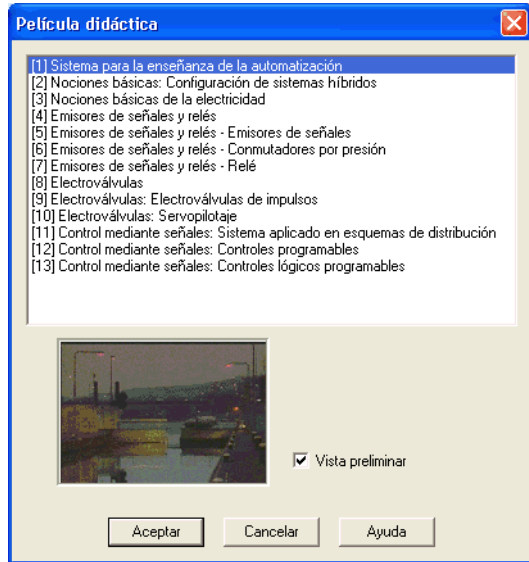 Película didáctica
[1] Sistema para la enseñanza de la automatización
[2] Nociones básicas: Configuración de sistemas híbridos
[3] Nociones básicas de la electricidad
[4] Emisores de señales y relés
[5] Emisores de señales y relés - Emisores de señales
[6] Emisores de señales y relés - Conmutadores por presión
[7] Emisores de señales y relés - Relé
[8] Electroválvulas
[9] Electroválvulas: Electroválvulas de impulsos
[10] Electroválvulas: Servopilotaje
[11] Control mediante señales: Sistema aplicado en esquemas de distribución
[12] Control mediante señales: Controles programables
[13] Control mediante señales: Controles lógicos programables
Vista preliminar
Aceptar Cancelar Ayuda